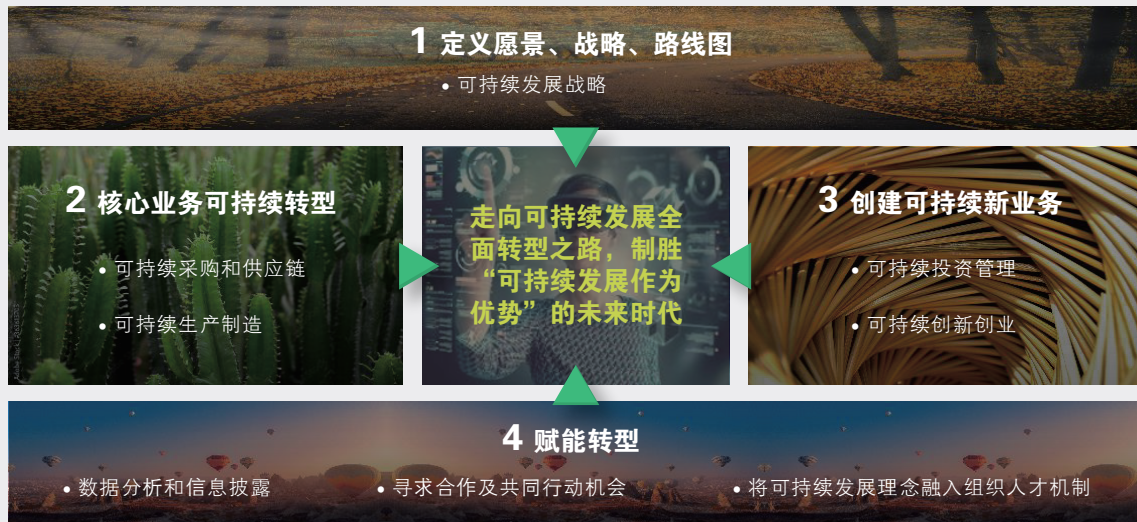 1 定义愿景、战略、路线图
• 可持续发展战略
2 核心业务可持续转型
• 可持续采购和供应链
• 可持续生产制造
走向可持续发展全
面转型之路，制胜
“可持续发展作为
优势”的未来时代
3 创建可持续新业务
• 可持续投资管理
• 可持续创新创业
4 赋能转型
• 数据分析和信息披露
• 寻求合作及共同行动机会
• 将可持续发展理念融入组织人才机制